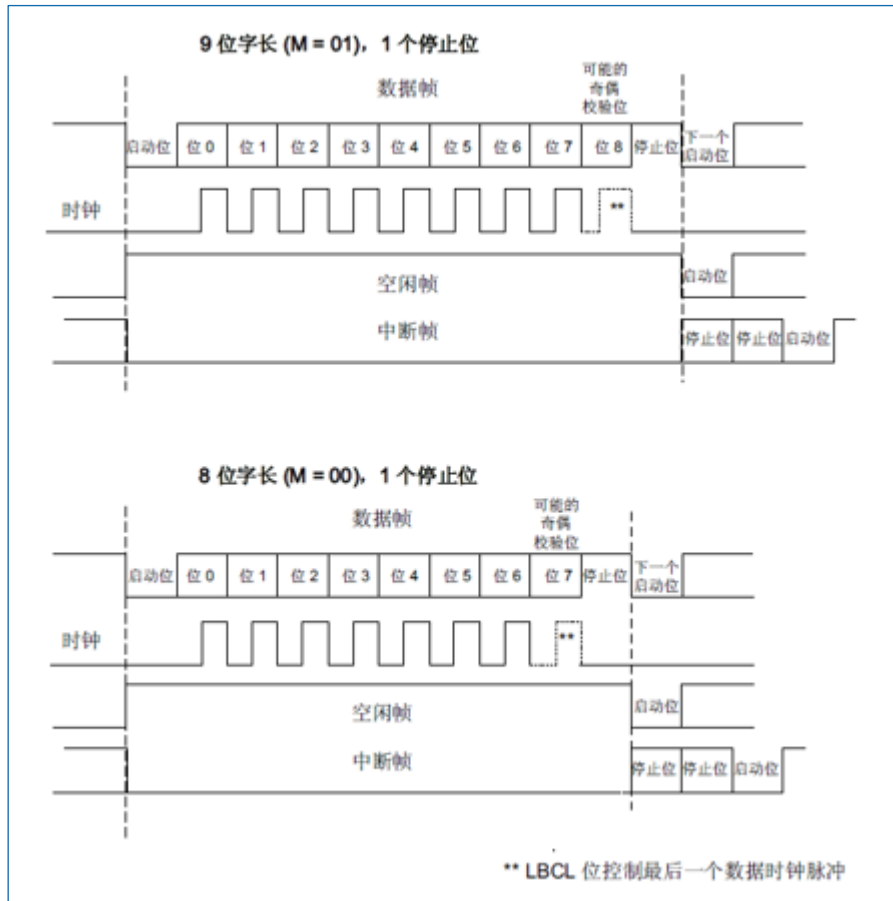 9 位字长 (M = 01)，1 个停止位
数据帧
可能的
奇偶
校验位
启动位 位 0 位 1 位 2 位 3 位 4 位 5 位 6 位 7 位 8 停止位 下一个
启动位
时钟 **
空闲帧 启动位
中断帧 停止位 停止位 启动位
8 位字长 (M = 00)，1 个停止位
数据帧
可能的
奇偶
校验位
启动位 位 0 位 1 位 2 位 3 位 4 位 5 位 6 位 7 停止位 下一个
启动位
时钟 **
空闲帧 启动位
中断帧 停止位 停止位 启动位
** LBCL 位控制最后一个数据时钟脉冲